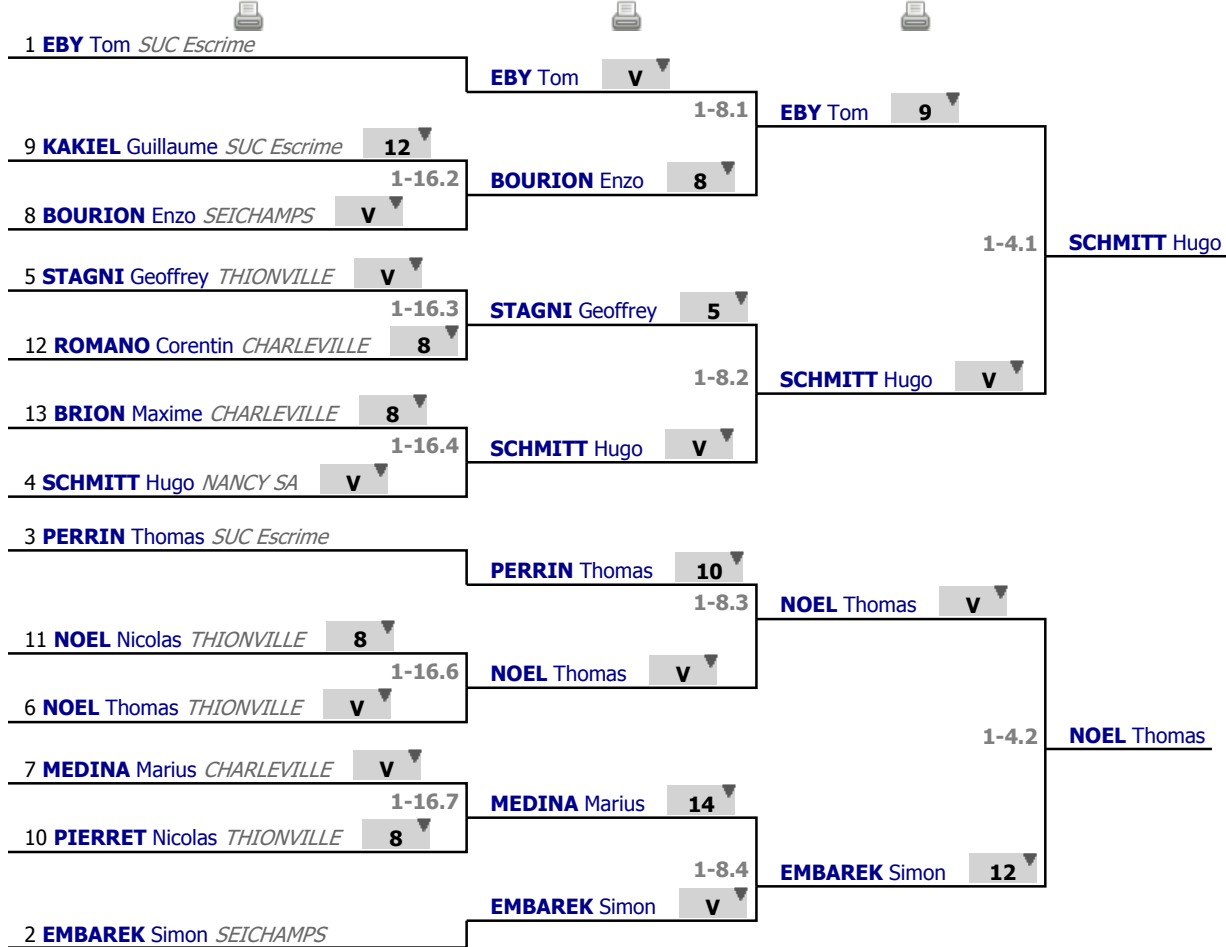 1 EBY Tom SUC Escrime
EBY Tom V
1-8.1
EBY Tom 9
9 KAKIEL Guillaume SUC Escrime 12
1-16.2
BOURION Enzo 8
8 BOURION Enzo SEICHAMPS V
1-4.1
SCHMITT Hugo
5 STAGNI Geoffrey THIONVILLE V
1-16.3
STAGNI Geoffrey 5
12 ROMANO Corentin CHARLEVILLE 8
1-8.2
SCHMITT Hugo V
13 BRION Maxime CHARLEVILLE 8
1-16.4
SCHMITT Hugo V
4 SCHMITT Hugo NANCY SA V
3 PERRIN Thomas SUC Escrime
PERRIN Thomas 10
1-8.3
NOEL Thomas V
11 NOEL Nicolas THIONVILLE 8
1-16.6
NOEL Thomas V
6 NOEL Thomas THIONVILLE V
1-4.2
NOEL Thomas
7 MEDINA Marius CHARLEVILLE V
1-16.7
MEDINA Marius 14
10 PIERRET Nicolas THIONVILLE 8
1-8.4
EMBAREK Simon 12
EMBAREK Simon V
2 EMBAREK Simon SEICHAMPS